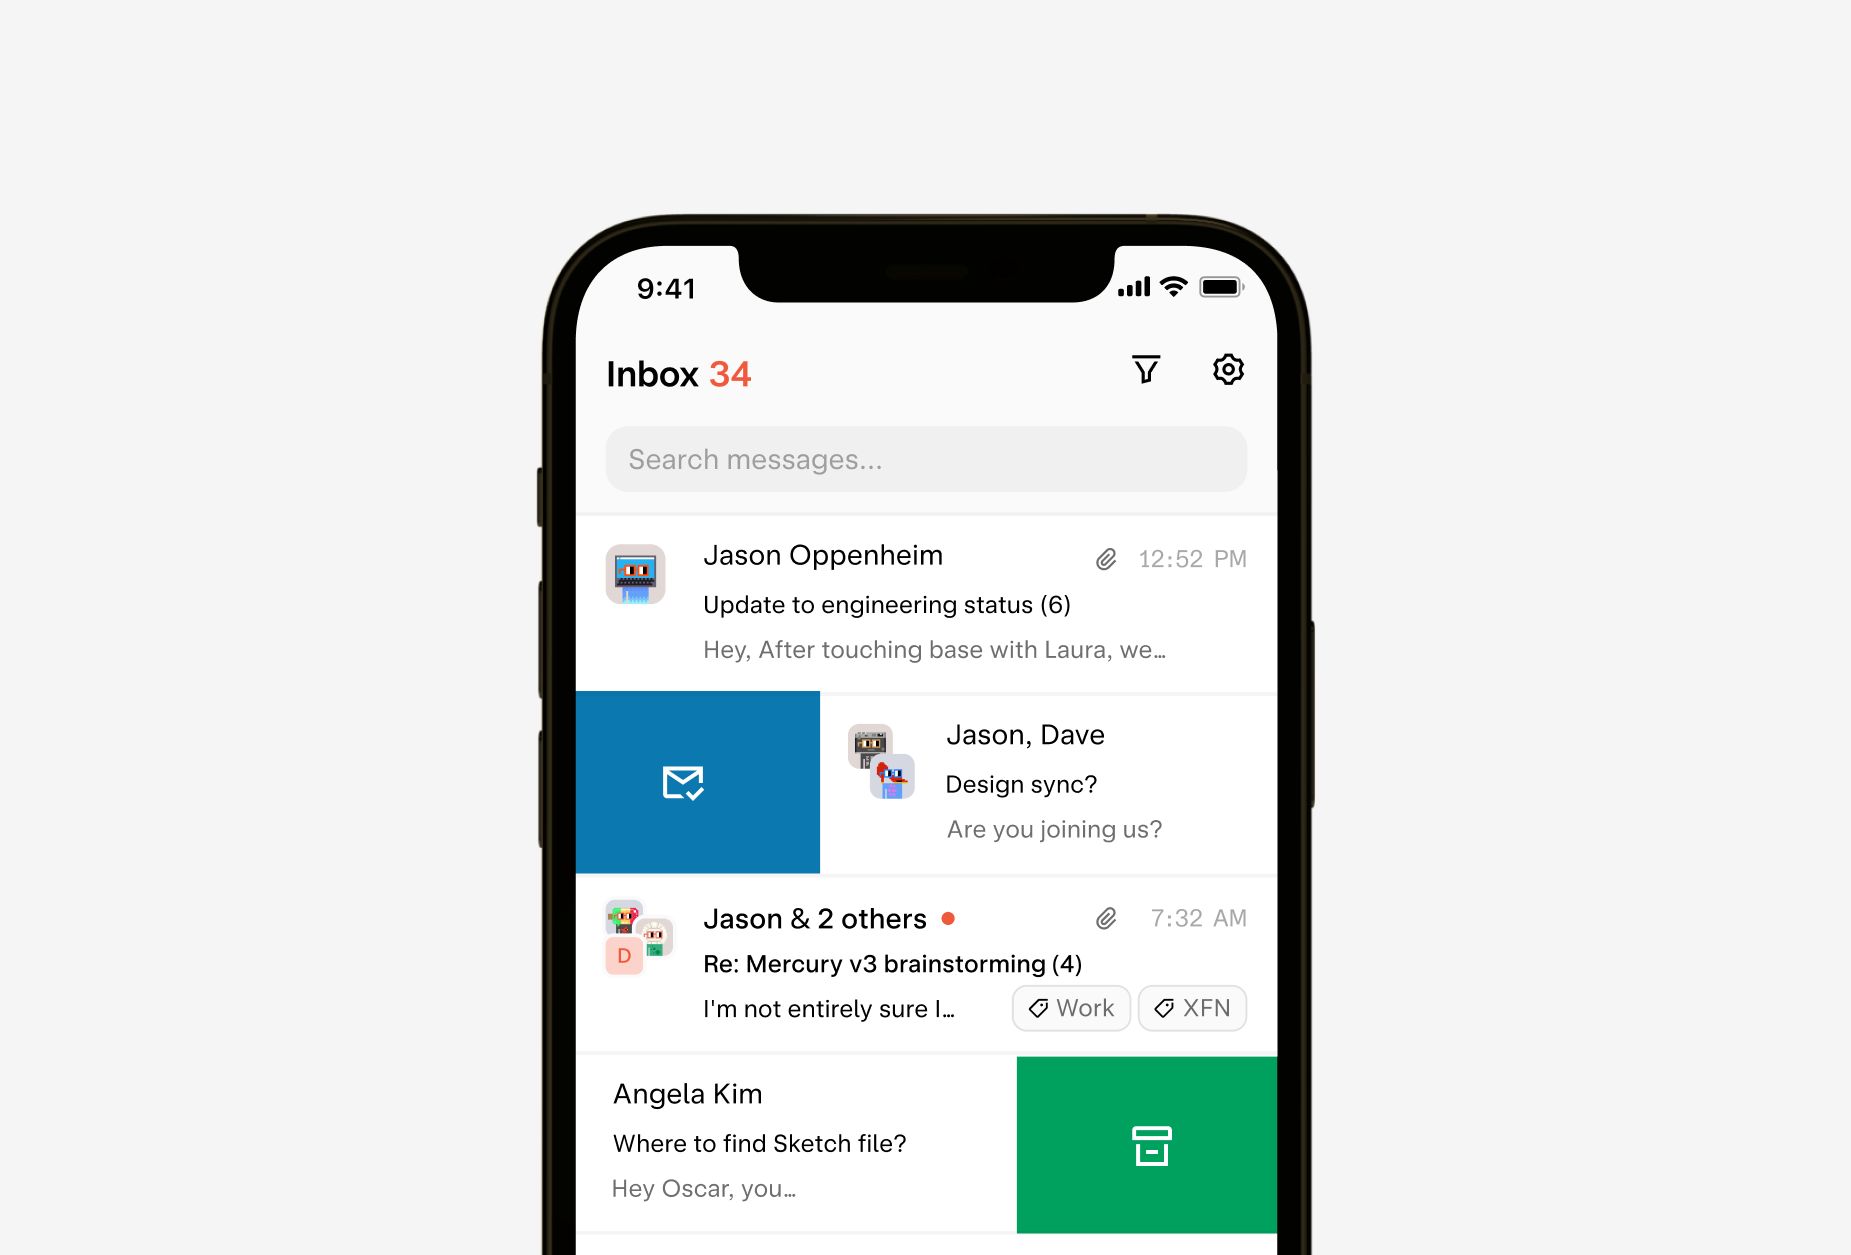 9:41
Inbox 34
Search messages...
Jason Oppenheim 12:52 PM
Update to engineering status (6)
Hey, After touching base with Laura, we…
Jason, Dave
Design sync?
Are you joining us?
Jason & 2 others 7:32 AM
D
Re: Mercury v3 brainstorming (4)
I'm not entirely sure I… Work XFN
Angela Kim
Where to find Sketch file?
Hey Oscar, you…